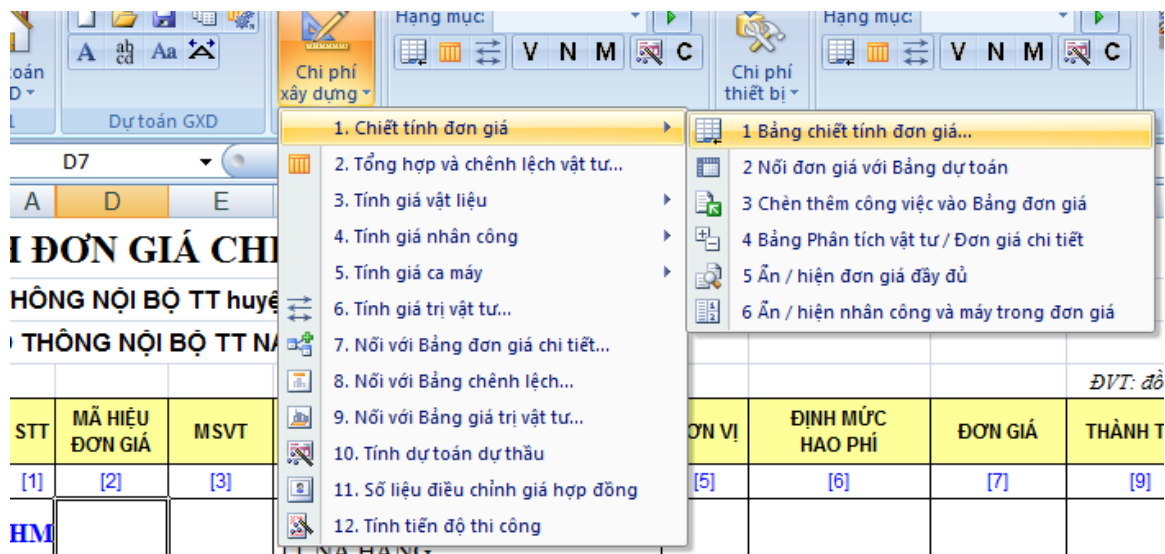 Hạng mục:
Hạng mục:
A ab cd Aa A
V N M C
V N M C
oán
D
Chi phí
xây dựng
Chi phí
thiết bị
Dự toán GXD
1. Chiết tính đơn giá
2. Tổng hợp và chênh lệch vật tư...
3. Tính giá vật liệu
4. Tính giá nhân công
5. Tính giá ca máy
6. Tính giá trị vật tư...
7. Nối với Bảng đơn giá chi tiết...
8. Nối với Bảng chênh lệch...
9. Nối với Bảng giá trị vật tư...
10. Tính dự toán dự thầu
11. Số liệu điều chỉnh giá hợp đồng
12. Tính tiến độ thi công
1 Bảng chiết tính đơn giá...
2 Nối đơn giá với Bảng dự toán
3 Chèn thêm công việc vào Bảng đơn giá
4 Bảng Phân tích vật tư / Đơn giá chi tiết
5 Ẩn / hiện đơn giá đầy đủ
6 Ẩn / hiện nhân công và máy trong đơn giá
D7
A D E
ĐƠN GIÁ CHI
HÔNG NỘI BỘ TT huyệ
THÔNG NỘI BỘ TT NA
ĐVT: đồ
STT MÃ HIỆU ĐƠN GIÁ MSVT ƠN VỊ ĐỊNH MỨC HAO PHÍ ĐƠN GIÁ THÀNH T
[1] [2] [3] [5] [6] [7] [9]
HM
TT NA HANG